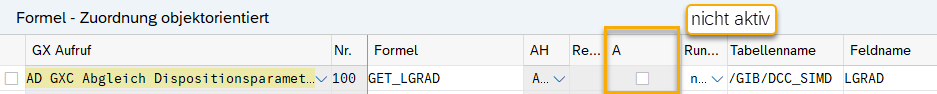 Formel - Zuordnung objektorientiert
nicht aktiv
GX Aufruf Nr. Formel AH Re... A Run... Tabellenname Feldname
AD GXC Abgleich Dispositionsparamet... 100 GET_LGRAD A... n... /GIB/DCC_SIMD LGRAD